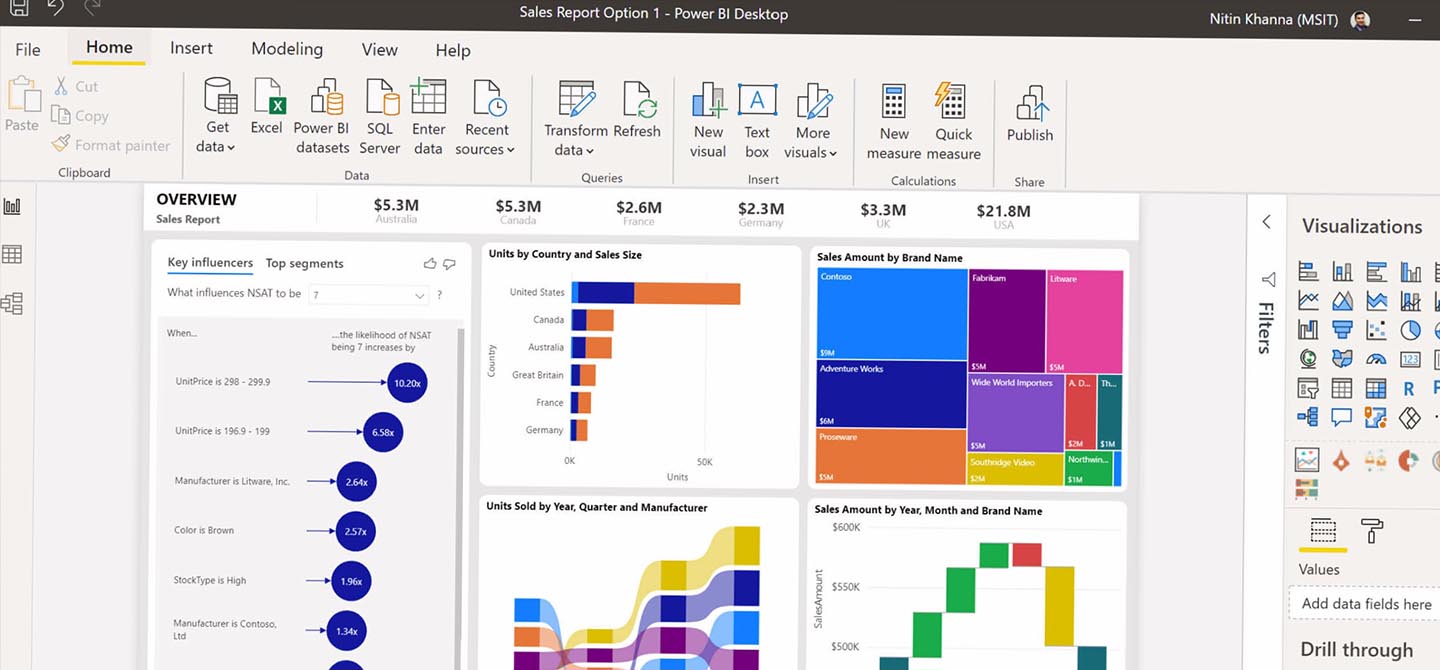 Sales Report Option 1 - Power BI Desktop
Nitin Khanna (MSIT)
File Home Insert Modeling View Help
Paste
Cut
Copy
Format painter
Clipboard
Get data
Excel
Power BI datasets
SQL Server
Enter data
Recent sources
Data
Transform data
Refresh
Queries
New visual
Text box
More visuals
Insert
New measure
Quick measure
Calculations
Publish
Share
OVERVIEW
Sales Report
$5.3M
Australia
$5.3M
Canada
$2.6M
France
$2.3M
Germany
$3.3M
UK
$21.8M
USA
Key influencers Top segments
What influences NSAT to be 7 ?
When...
....the likelihood of NSAT
being 7 increases by
UnitPrice is 298 - 299.9
10.20x
UnitPrice is 196.9 - 199
6.58x
Manufacturer is Litware, Inc.
2.64x
Color is Brown
2.57x
StockType is High
1.96x
Manufacturer is Contoso,
Ltd
1.34x
Units by Country and Sales Size
Country
United States
Canada
Australia
Great Britain
France
Germany
0K 50K
Units
Sales Amount by Brand Name
Contoso
$9M
Fabrikam
$5M
Litware
$5M
Adventure Works
$6M
Wide World Importers
$5M
A. D...
$2M
Th...
$1M
Proseware
$5M
Southridge Video
$2M
Northwin...
$1M
Units Sold by Year, Quarter and Manufacturer
Sales Amount by Year, Month and Brand Name
SalesAmount
$600K
$550K
$500K
Filters
Visualizations
123
R
Values
Add data fields here
Drill through